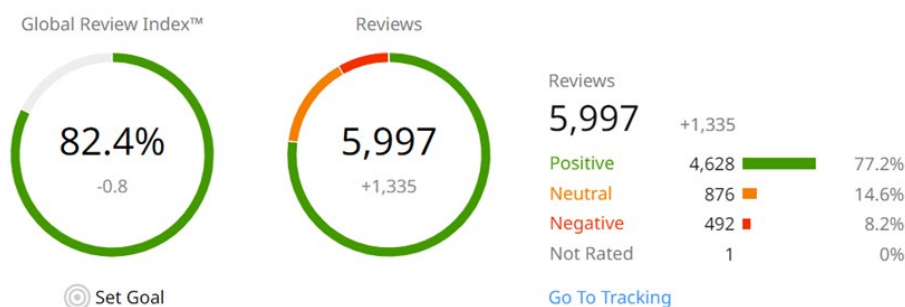 Global Review Index™
82.4%
-0.8
Set Goal
Reviews
5,997
+1,335
Reviews
5,997 +1,335
Positive 4,628 77.2%
Neutral 876 14.6%
Negative 492 8.2%
Not Rated 1 0%
Go To Tracking